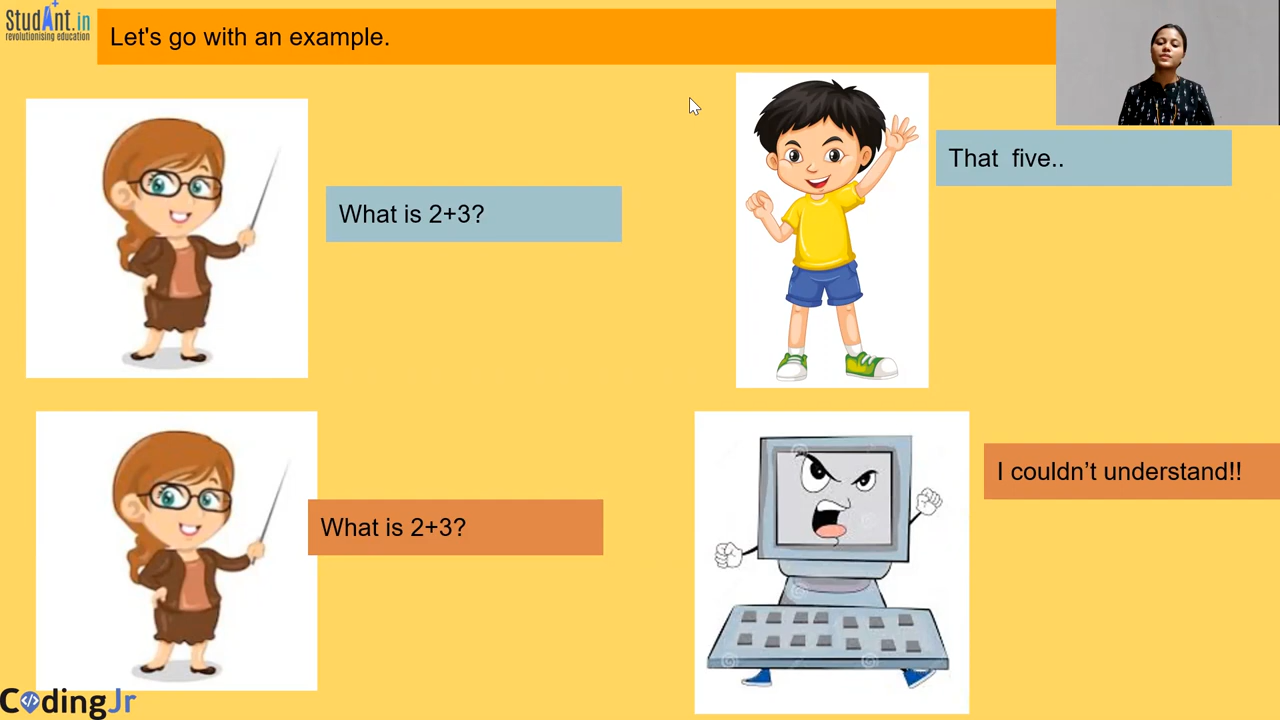 StudAnt.in
revolutionising education
Let's go with an example.
What is 2+3?
That five..
What is 2+3?
I couldn't understand!!
CodingJr